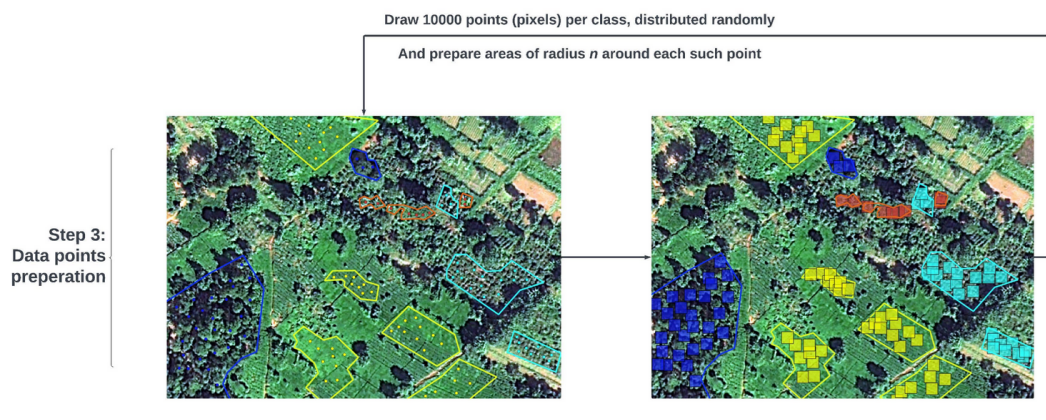 Draw 10000 points (pixels) per class, distributed randomly
And prepare areas of radius n around each such point
Step 3:
Data points
preperation